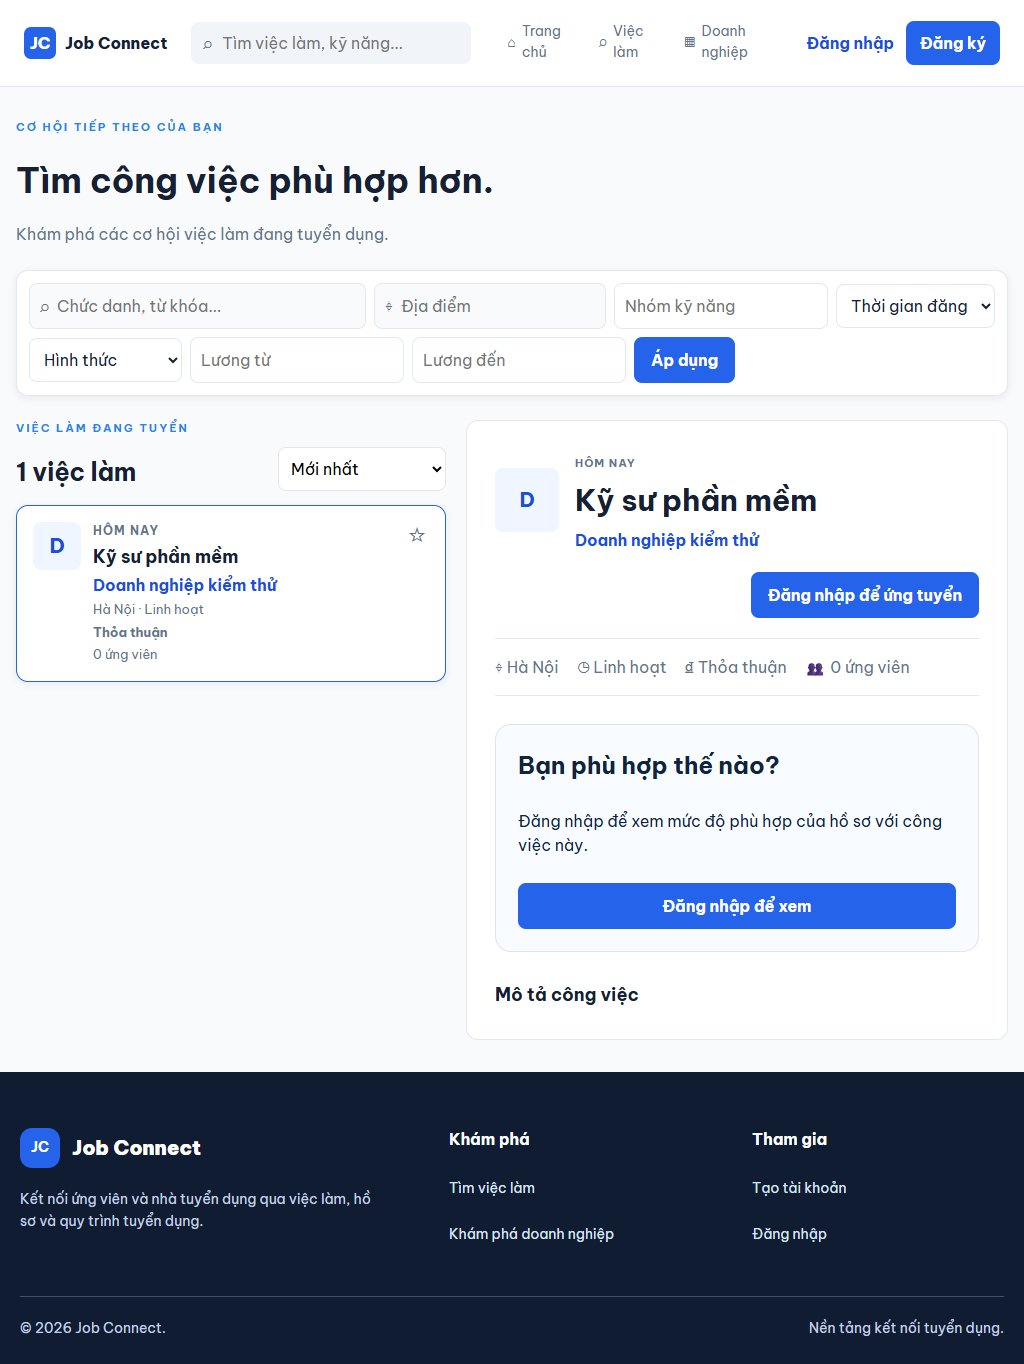 JC Job Connect
Tìm việc làm, kỹ năng...
Trang chủ
Việc làm
Doanh nghiệp
Đăng nhập
Đăng ký
CƠ HỘI TIẾP THEO CỦA BẠN
Tìm công việc phù hợp hơn.
Khám phá các cơ hội việc làm đang tuyển dụng.
Chức danh, từ khóa...
Địa điểm
Nhóm kỹ năng
Thời gian đăng
Hình thức
Lương từ
Lương đến
Áp dụng
VIỆC LÀM ĐANG TUYỂN
1 việc làm
Mới nhất
D
HÔM NAY
Kỹ sư phần mềm
Doanh nghiệp kiểm thử
Hà Nội · Linh hoạt
Thỏa thuận
0 ứng viên
D
HÔM NAY
Kỹ sư phần mềm
Doanh nghiệp kiểm thử
Đăng nhập để ứng tuyển
Hà Nội
Linh hoạt
₫ Thỏa thuận
0 ứng viên
Bạn phù hợp thế nào?
Đăng nhập để xem mức độ phù hợp của hồ sơ với công
việc này.
Đăng nhập để xem
Mô tả công việc
JC Job Connect
Kết nối ứng viên và nhà tuyển dụng qua việc làm, hồ
sơ và quy trình tuyển dụng.
Khám phá
Tìm việc làm
Khám phá doanh nghiệp
Tham gia
Tạo tài khoản
Đăng nhập
© 2026 Job Connect.
Nền tảng kết nối tuyển dụng.